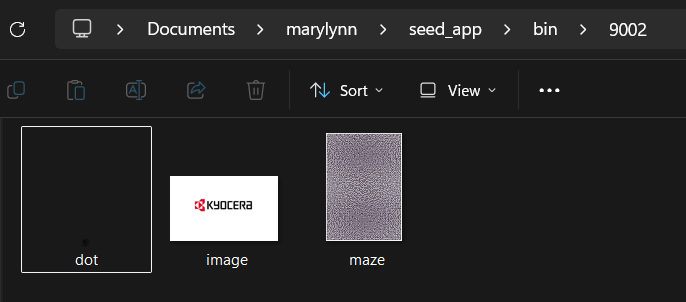 Documents > marylynn > seed_app > bin > 9002
Sort View
KYOCERA
dot image maze